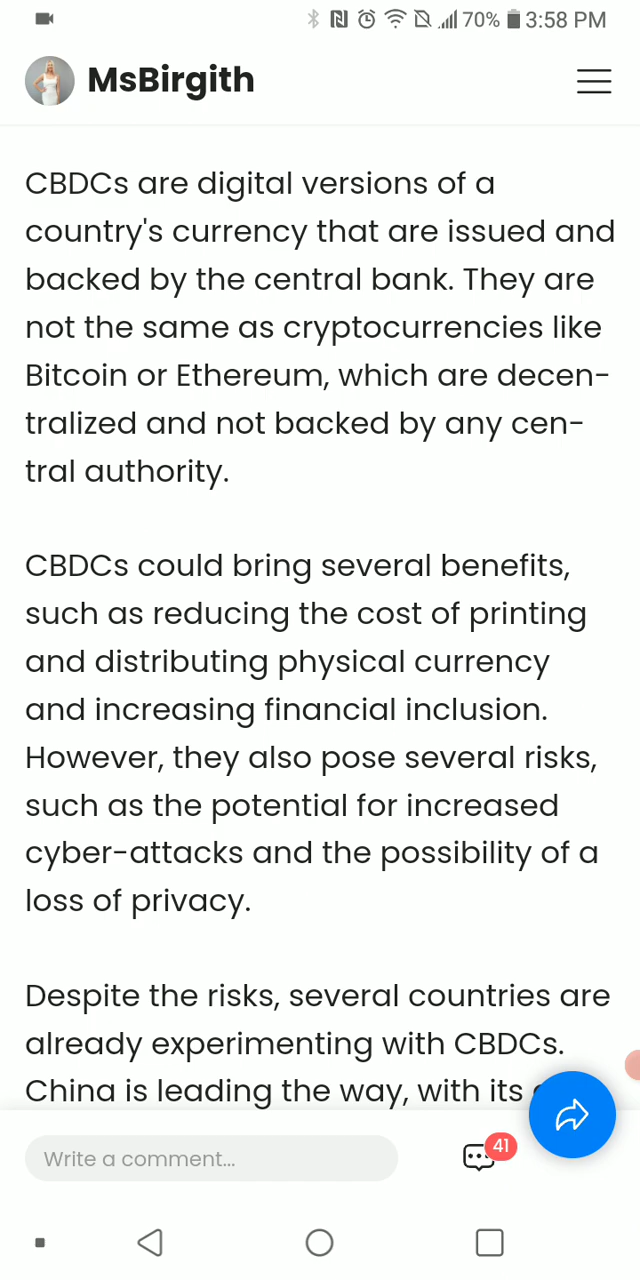 70% 3:58 PM
MsBirgith
CBDCs are digital versions of a
country's currency that are issued and
backed by the central bank. They are
not the same as cryptocurrencies like
Bitcoin or Ethereum, which are decen-
tralized and not backed by any cen-
tral authority.
CBDCs could bring several benefits,
such as reducing the cost of printing
and distributing physical currency
and increasing financial inclusion.
However, they also pose several risks,
such as the potential for increased
cyber-attacks and the possibility of a
loss of privacy.
Despite the risks, several countries are
already experimenting with CBDCs.
China is leading the way, with its
Write a comment...
41